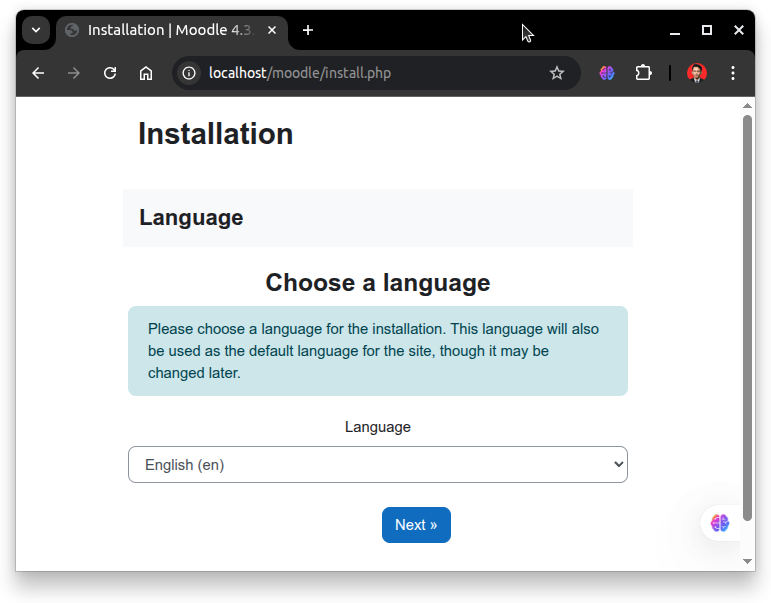 Installation | Moodle 4.3.
localhost/moodle/install.php
Installation
Language
Choose a language
Please choose a language for the installation. This language will also
be used as the default language for the site, though it may be
changed later.
Language
English (en)
Next »